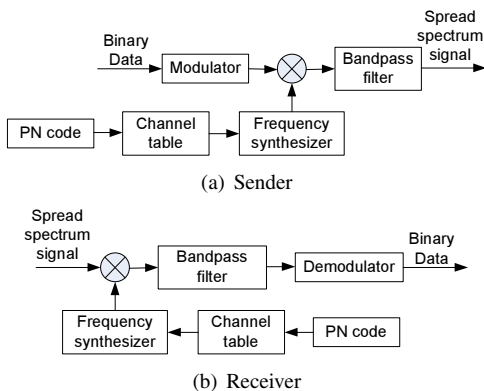 Binary
Data
Modulator
Bandpass
filter
Spread
spectrum
signal
PN code
Channel
table
Frequency
synthesizer
(a) Sender
Spread
spectrum
signal
Bandpass
filter
Demodulator
Binary
Data
Frequency
synthesizer
Channel
table
PN code
(b) Receiver